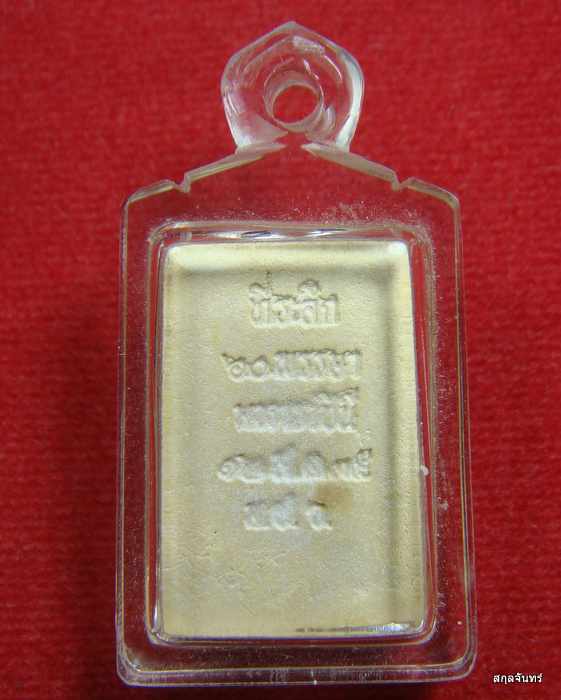 ที่ระลึก
๖๐ พรรษา
มหาราชินี
๑๒ ส.ค. ๓๕
สกุลจันทร์